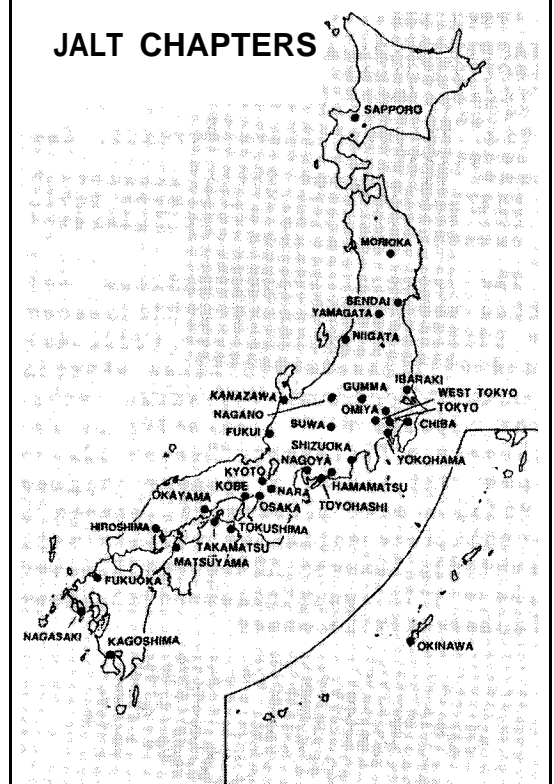 JALT CHAPTERS
SAPPORO
MORIOKA
SENDAI
YAMAGATA
NIIGATA
IBARAKI
GUMMA
WEST TOKYO
KANAZAWA
OMIYA
TOKYO
NAGANO
FUKUI
SUWA
CHIBA
SHIZUOKA
YOKOHAMA
NAGOYA
KYOTO
HAMAMATSU
KOBE
NARA
OKAYAMA
OSAKA
TOYOHASHI
HIROSHIMA
TOKUSHMA
TAKAMATSU
MATSUYAMA
FUKUOKA
NAGASAKI
KAGOSHIMA
OKINAWA